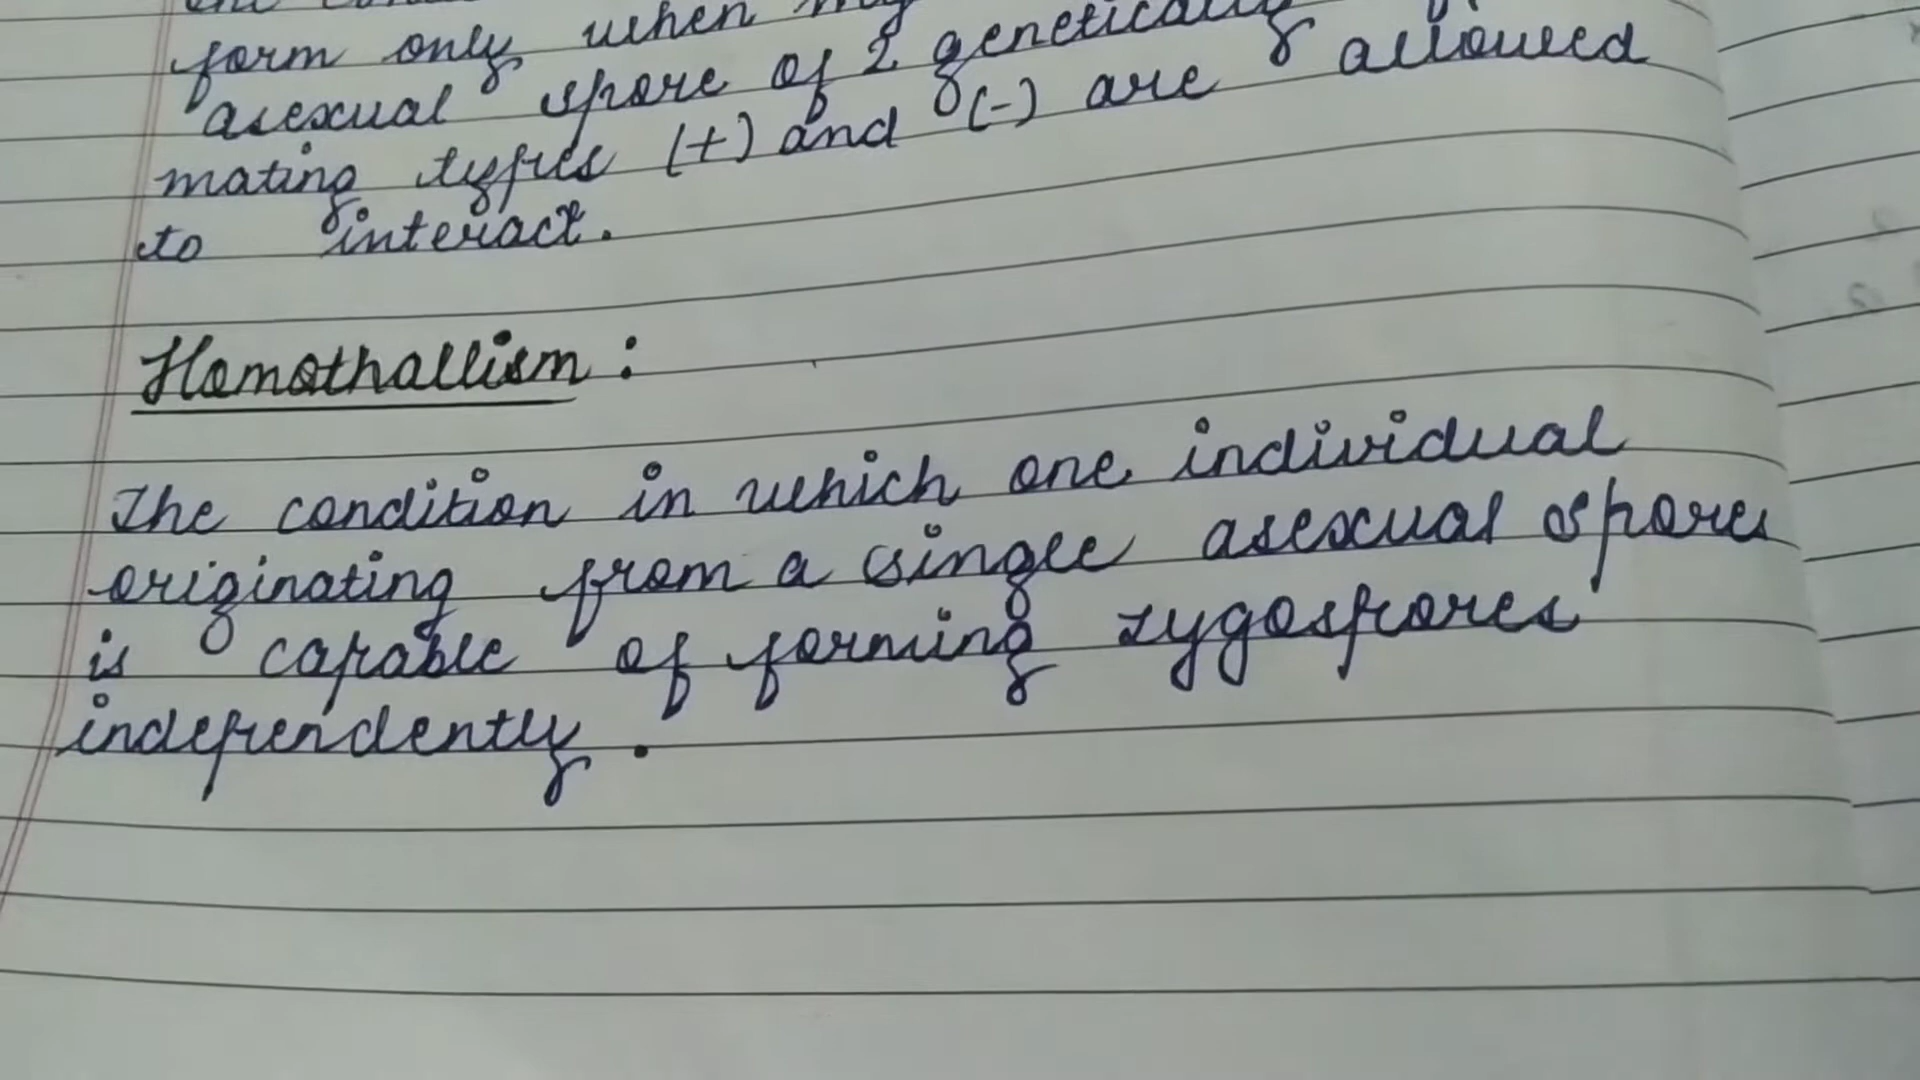 form only when
asexual spore of 2 genetically
mating types (+) and (-) are allowed
to interact.
Homothallism :
The condition in which one individual
originating from a single asexual spores
is capable of forming zygospores
independently .